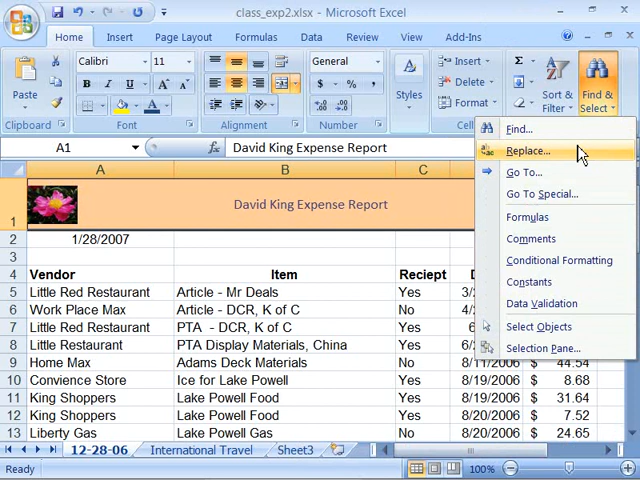 class_exp2.xlsx - Microsoft Excel
Home Insert Page Layout Formulas Data Review View Add-Ins
Paste
Clipboard
Calibri 11
B I U A A
A
Font
Alignment
General
$ % ,
Number
A
Styles
Insert
Delete
Format
Σ
A Z
Sort & Filter
Find & Select
A1 fx David King Expense Report
Find...
Replace...
Go To...
Go To Special...
Formulas
Comments
Conditional Formatting
Constants
Data Validation
Select Objects
Selection Pane...
A B C
1 David King Expense Report
2 1/28/2007
3
4 Vendor Item Reciept
5 Little Red Restaurant Article - Mr Deals Yes
6 Work Place Max Article - DCR, K of C No
7 Little Red Restaurant PTA - DCR, K of C Yes
8 Little Restaurant PTA Display Materials, China Yes
9 Home Max Adams Deck Materials No 8/11/2006 $ 44.54
10 Convience Store Ice for Lake Powell Yes 8/19/2006 $ 8.68
11 King Shoppers Lake Powell Food Yes 8/19/2006 $ 31.64
12 King Shoppers Lake Powell Food Yes 8/20/2006 $ 7.52
13 Liberty Gas Lake Powell Gas No 8/20/2006 $ 24.65
12-28-06 International Travel Sheet3
Ready 100%